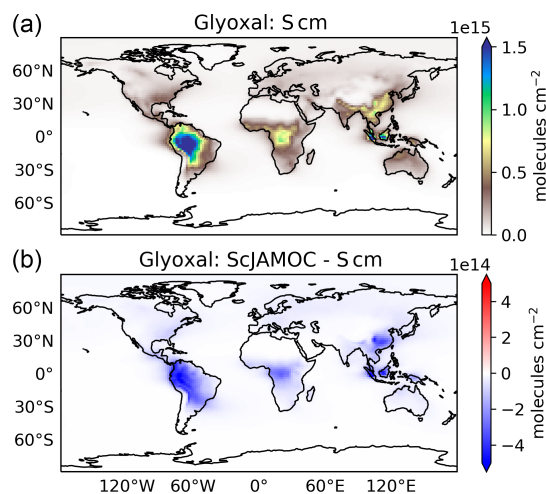 (a)
Glyoxal: Scm
1e15
60°N
30°N
0°
30°S
60°S
1.5
1.0
0.5
0.0
molecules cm−2
(b)
Glyoxal: ScJAMOC - Scm
1e14
60°N
30°N
0°
30°S
60°S
4
2
0
−2
−4
molecules cm−2
120°W 60°W 0° 60°E 120°E